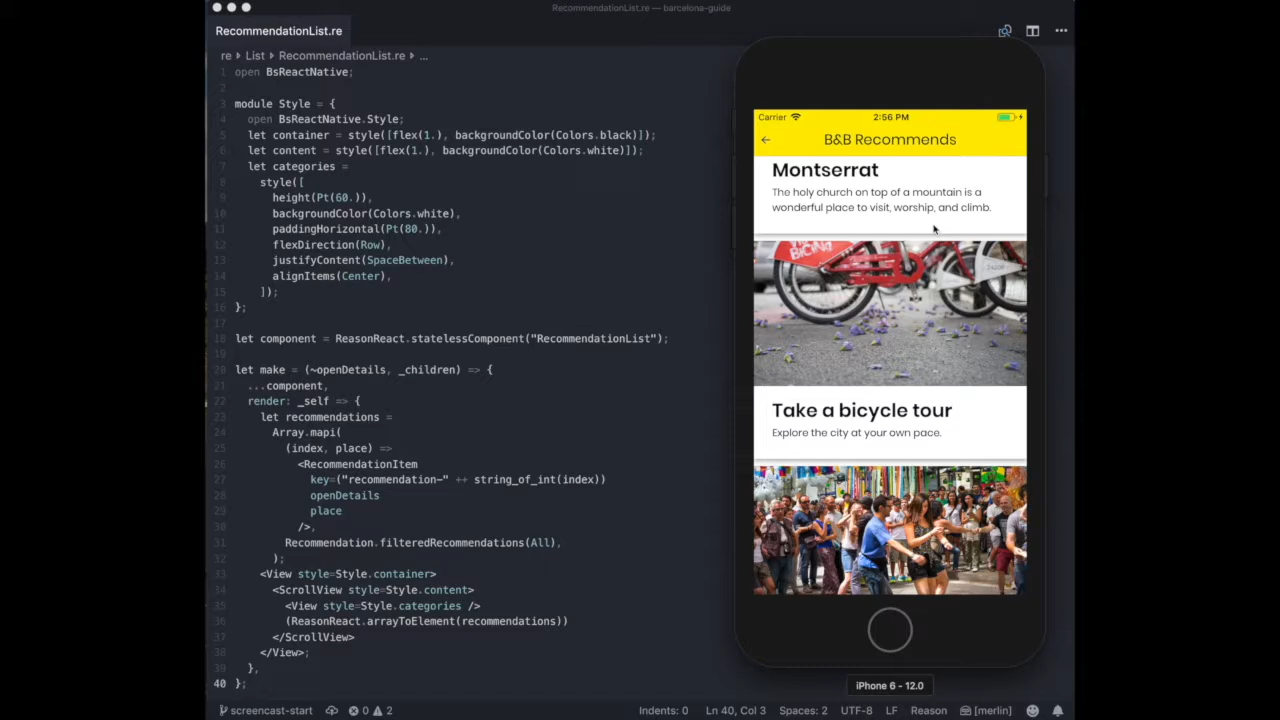 RecommendationList.re — barcelona-guide
RecommendationList.re
re List RecommendationList.re ...
1 open BsReactNative;
2
3 module Style = {
4 open BsReactNative.Style;
5 let container = style([flex(1.), backgroundColor(Colors.black)]);
6 let content = style([flex(1.), backgroundColor(Colors.white)]);
7 let categories =
8 style([
9 height(Pt(60.)),
10 backgroundColor(Colors.white),
11 paddingHorizontal(Pt(80.)),
12 flexDirection(Row),
13 justifyContent(SpaceBetween),
14 alignItems(Center),
15 ]);
16 };
17
18 let component = ReasonReact.statelessComponent("RecommendationList");
19
20 let make = (~openDetails, _children) => {
21 ...component,
22 render: _self => {
23 let recommendations =
24 Array.mapi(
25 (index, place) =>
26 <RecommendationItem
27 key=("recommendation-" ++ string_of_int(index))
28 openDetails
29 place
30 />,
31 Recommendation.filteredRecommendations(All),
32 );
33 <View style=Style.container>
34 <ScrollView style=Style.content>
35 <View style=Style.categories />
36 (ReasonReact.arrayToElement(recommendations))
37 </ScrollView>
38 </View>;
39 },
40 };
Carrier 2:56 PM
B&B Recommends
Montserrat
The holy church on top of a mountain is a
wonderful place to visit, worship, and climb.
BICING
Take a bicycle tour
Explore the city at your own pace.
iPhone 6 - 12.0
screencast-start 0 2 Indents: 0 Ln 40, Col 3 Spaces: 2 UTF-8 LF Reason [merlin]